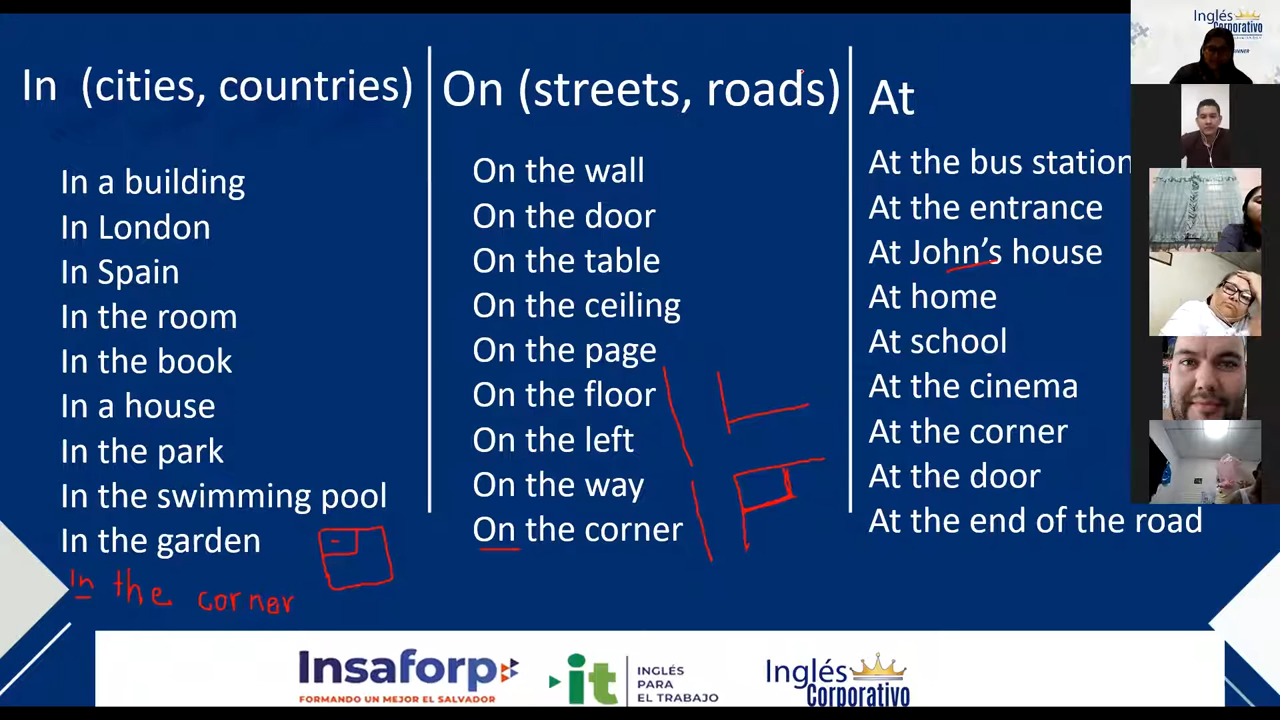 In (cities, countries)
In a building
In London
In Spain
In the room
In the book
In a house
In the park
In the swimming pool
In the garden
In the corner
On (streets, roads)
On the wall
On the door
On the table
On the ceiling
On the page
On the floor
On the left
On the way
On the corner
At
At the bus station
At the entrance
At John's house
At home
At school
At the cinema
At the corner
At the door
At the end of the road
Inglés
Corporativo
Insaforp
FORMANDO UN MEJOR EL SALVADOR
it
INGLÉS
PARA
EL TRABAJO
Inglés
Corporativo